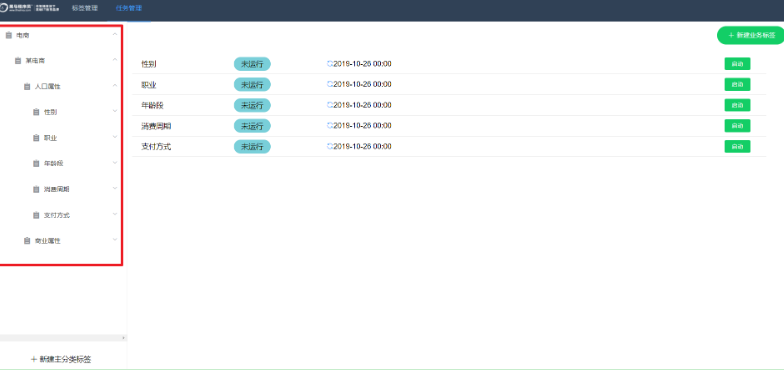 标签管理 任务管理
电商
某电商
人口属性
性别
职业
年龄段
消费周期
支付方式
商业属性
+ 新建主分类标签
+ 新建业务标签
性别 未运行 2019-10-26 00:00 启动
职业 未运行 2019-10-26 00:00 启动
年龄段 未运行 2019-10-26 00:00 启动
消费周期 未运行 2019-10-26 00:00 启动
支付方式 未运行 2019-10-26 00:00 启动